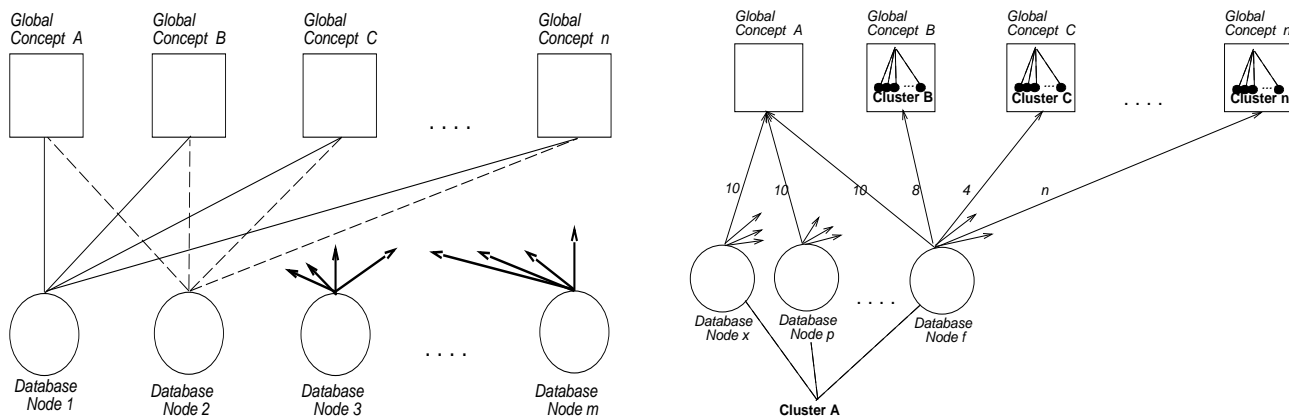 Global
Concept A
Global
Concept B
Global
Concept C
Global
Concept n
. . . .
. . . .
Database
Node 1
Database
Node 2
Database
Node 3
Database
Node m
Global
Concept A
Global
Concept B
Global
Concept C
Global
Concept n
...
Cluster B
...
Cluster C
...
Cluster n
. . . .
10
10
10
8
4
n
. . . .
Database
Node x
Database
Node p
Database
Node f
Cluster A